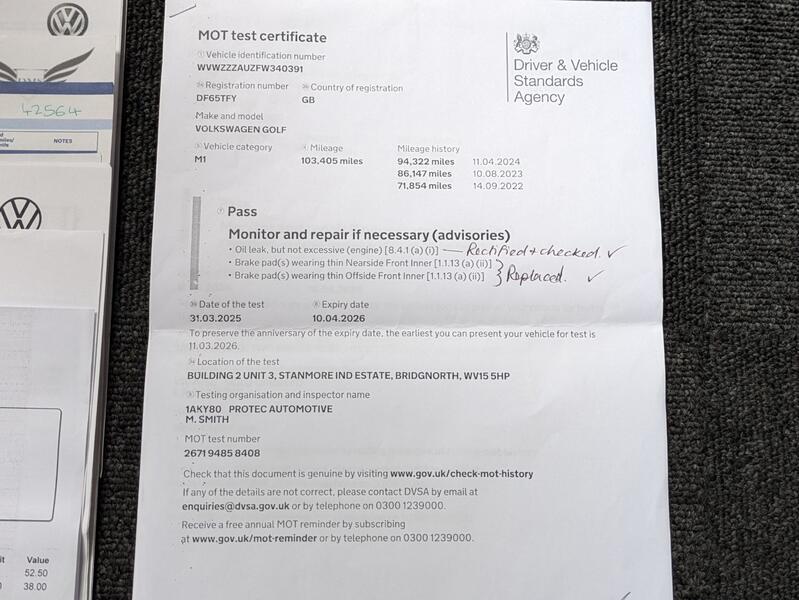 MOT test certificate
① Vehicle identification number
WVWZZZAUZFW340391
Registration number
DF65TFY
Country of registration
GB
Make and model
VOLKSWAGEN GOLF
Vehicle category
M1
Mileage
103,405 miles
Mileage history
94,322 miles 11.04.2024
86,147 miles 10.08.2023
71,854 miles 14.09.2022
Driver & Vehicle
Standards
Agency
Pass
Monitor and repair if necessary (advisories)
• Oil leak, but not excessive (engine) [8.4.1 (a) (i)] — Rectified + checked. ✓
• Brake pad(s) wearing thin Nearside Front Inner [1.1.13 (a) (ii)]
• Brake pad(s) wearing thin Offside Front Inner [1.1.13 (a) (ii)] } Replaced. ✓
Date of the test
31.03.2025
Expiry date
10.04.2026
To preserve the anniversary of the expiry date, the earliest you can present your vehicle for test is
11.03.2026.
Location of the test
BUILDING 2 UNIT 3, STANMORE IND ESTATE, BRIDGNORTH, WV15 5HP
Testing organisation and inspector name
1AKY80 PROTEC AUTOMOTIVE
M. SMITH
MOT test number
2671 9485 8408
Check that this document is genuine by visiting www.gov.uk/check-mot-history
If any of the details are not correct, please contact DVSA by email at
enquiries@dvsa.gov.uk or by telephone on 0300 1239000.
Receive a free annual MOT reminder by subscribing
at www.gov.uk/mot-reminder or by telephone on 0300 1239000.
42564
NOTES
Value
52.50
38.00